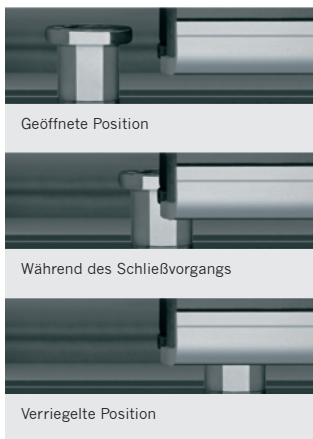 Geöffnete Position
Während des Schließvorgangs
Verriegelte Position